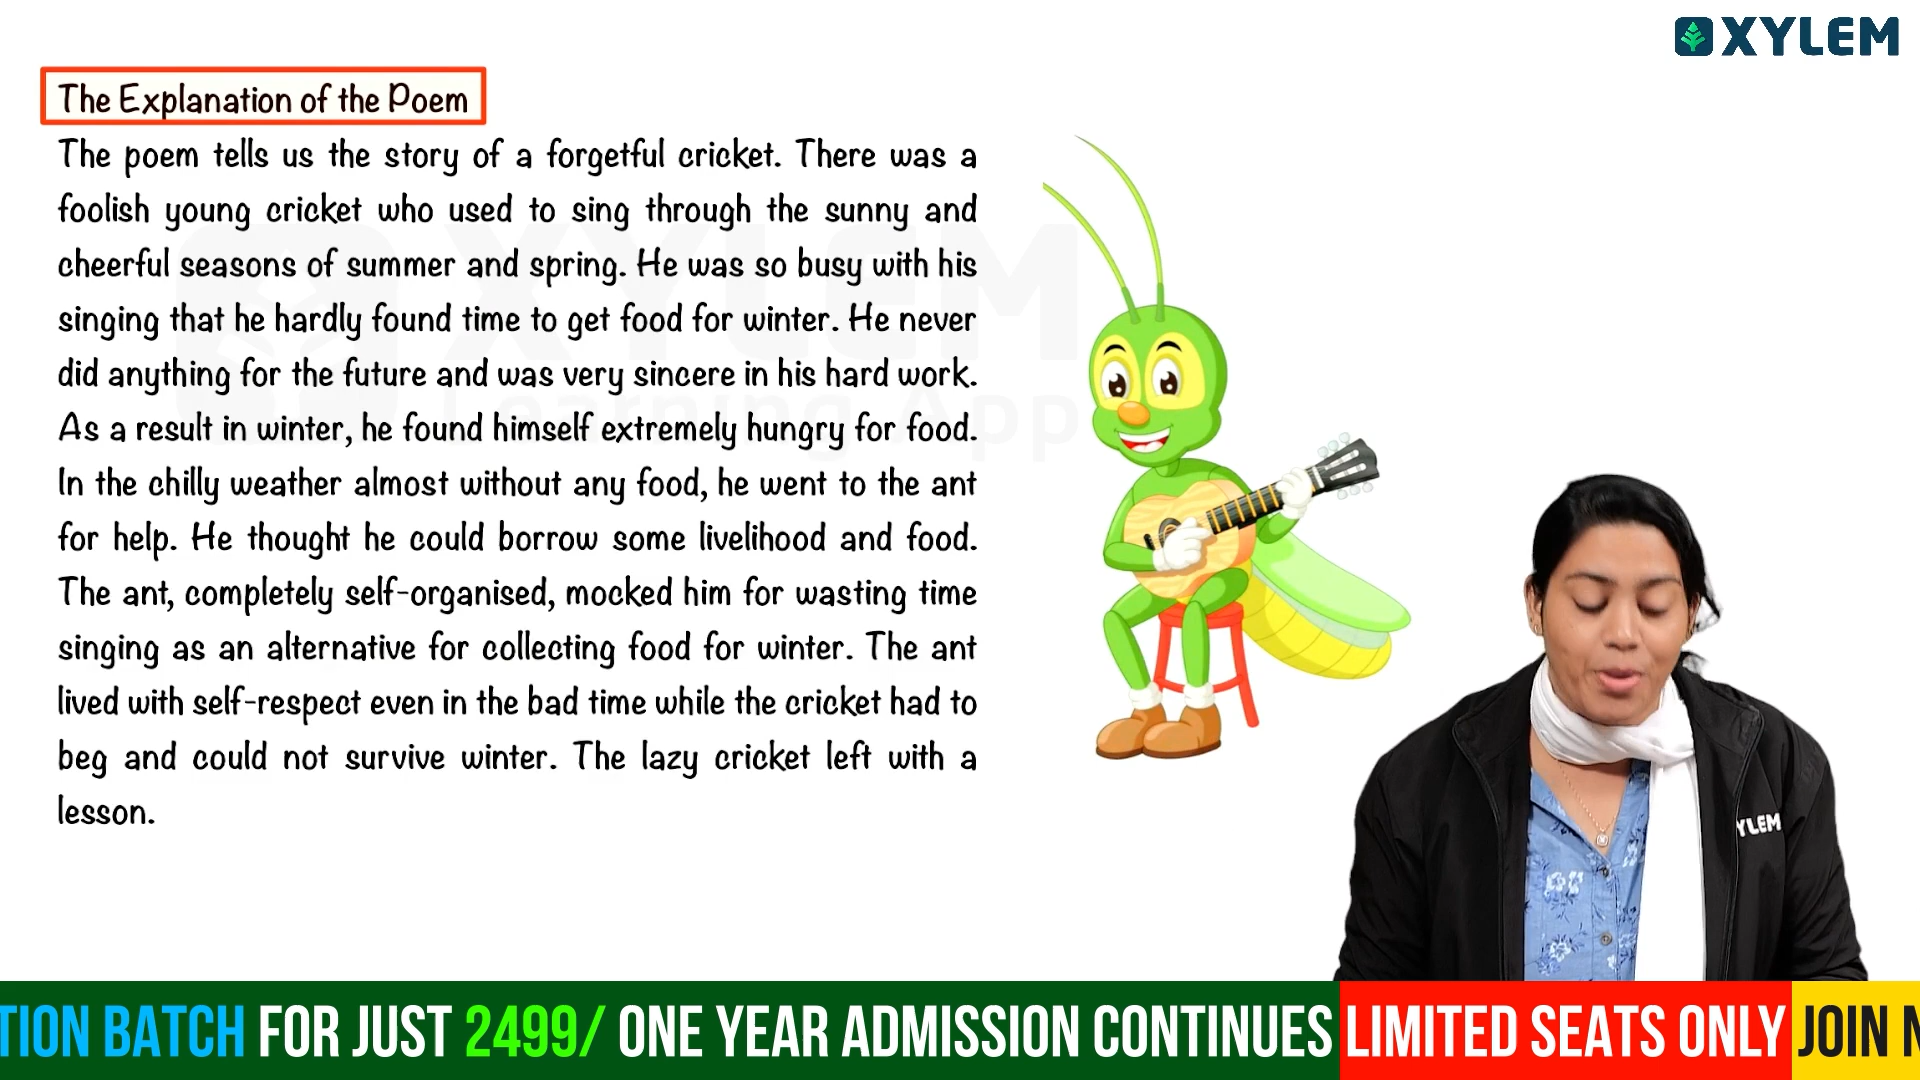 XYLEM
The Explanation of the Poem
The poem tells us the story of a forgetful cricket. There was a
foolish young cricket who used to sing through the sunny and
cheerful seasons of summer and spring. He was so busy with his
singing that he hardly found time to get food for winter. He never
did anything for the future and was very sincere in his hard work.
As a result in winter, he found himself extremely hungry for food.
In the chilly weather almost without any food, he went to the ant
for help. He thought he could borrow some livelihood and food.
The ant, completely self-organised, mocked him for wasting time
singing as an alternative for collecting food for winter. The ant
lived with self-respect even in the bad time while the cricket had to
beg and could not survive winter. The lazy cricket left with a
lesson.
XYLEM
Learning App
YLEM
TION BATCH FOR JUST 2499/ ONE YEAR ADMISSION CONTINUES LIMITED SEATS ONLY JOIN N